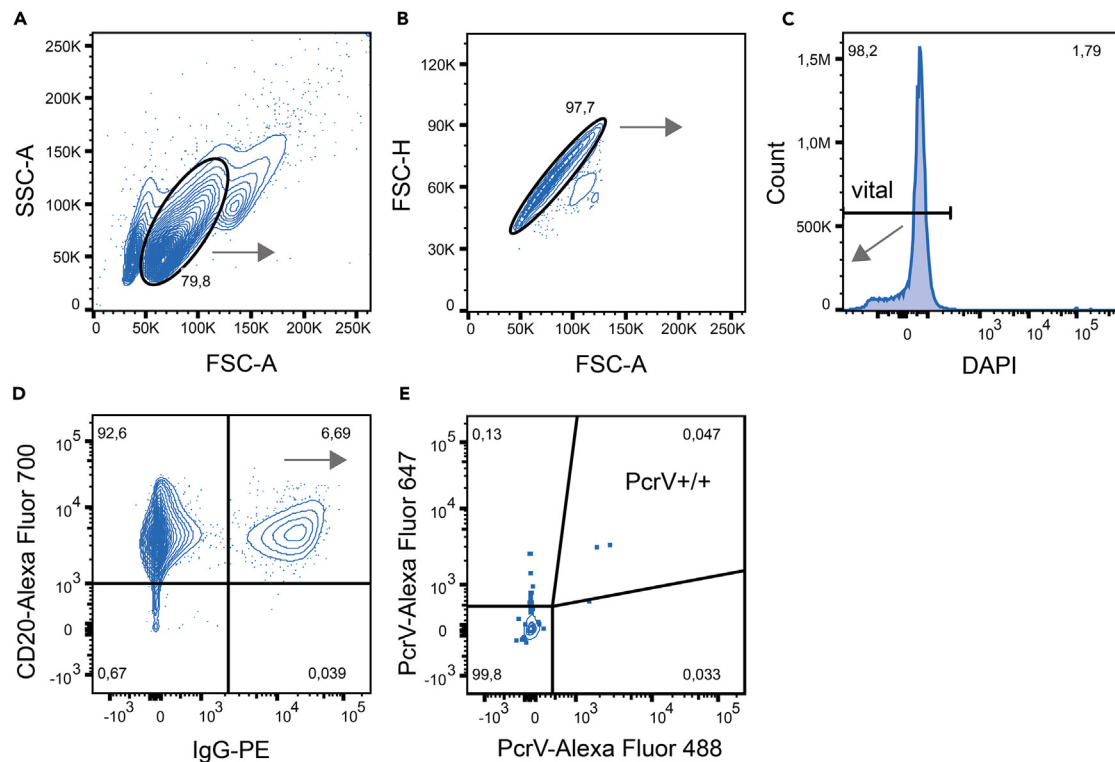 A
SSC-A
250K
200K
150K
100K
50K
0
79,8
0 50K 100K 150K 200K 250K
FSC-A
B
FSC-H
120K
90K
60K
30K
0
97,7
0 50K 100K 150K 200K 250K
FSC-A
C
Count
1,5M
1,0M
500K
0
98,2 1,79
vital
0 10³ 10⁴ 10⁵
DAPI
D
CD20-Alexa Fluor 700
10⁵
10⁴
10³
0
-10³
92,6 6,69
0,67 0,039
-10³ 0 10³ 10⁴ 10⁵
IgG-PE
E
PcrV-Alexa Fluor 647
10⁵
10⁴
10³
0
-10³
0,13 0,047
PcrV+/+
99,8 0,033
-10³ 0 10³ 10⁴ 10⁵
PcrV-Alexa Fluor 488